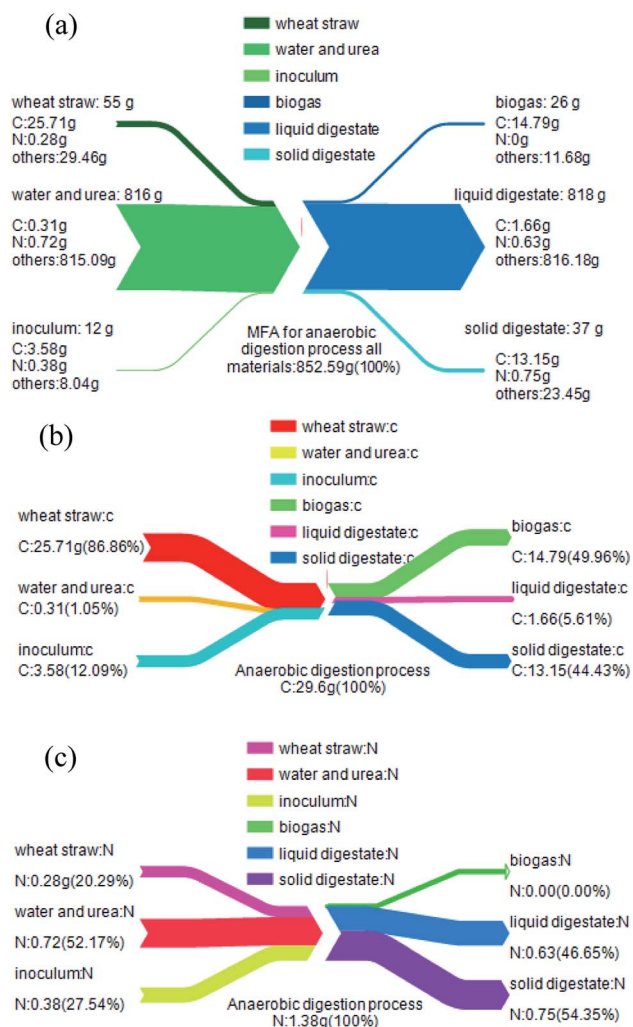 (a)
wheat straw
water and urea
inoculum
biogas
liquid digestate
solid digestate
wheat straw: 55 g
C:25.71g
N:0.28g
others:29.46g
water and urea: 816 g
C:0.31g
N:0.72g
others:815.09g
inoculum: 12 g
C:3.58g
N:0.38g
others:8.04g
biogas: 26 g
C:14.79g
N:0g
others:11.68g
liquid digestate: 818 g
C:1.66g
N:0.63g
others:816.18g
solid digestate: 37 g
C:13.15g
N:0.75g
others:23.45g
MFA for anaerobic
digestion process all
materials:852.59g(100%)
(b)
wheat straw:c
water and urea:c
inoculum:c
biogas:c
liquid digestate:c
solid digestate:c
wheat straw:c
C:25.71g(86.86%)
water and urea:c
C:0.31(1.05%)
inoculum:c
C:3.58(12.09%)
biogas:c
C:14.79(49.96%)
liquid digestate:c
C:1.66(5.61%)
solid digestate:c
C:13.15(44.43%)
Anaerobic digestion process
C:29.6g(100%)
(c)
wheat straw:N
water and urea:N
inoculum:N
biogas:N
liquid digestate:N
solid digestate:N
wheat straw:N
N:0.28g(20.29%)
water and urea:N
N:0.72(52.17%)
inoculum:N
N:0.38(27.54%)
biogas:N
N:0.00(0.00%)
liquid digestate:N
N:0.63(46.65%)
solid digestate:N
N:0.75(54.35%)
Anaerobic digestion process
N:1.38g(100%)